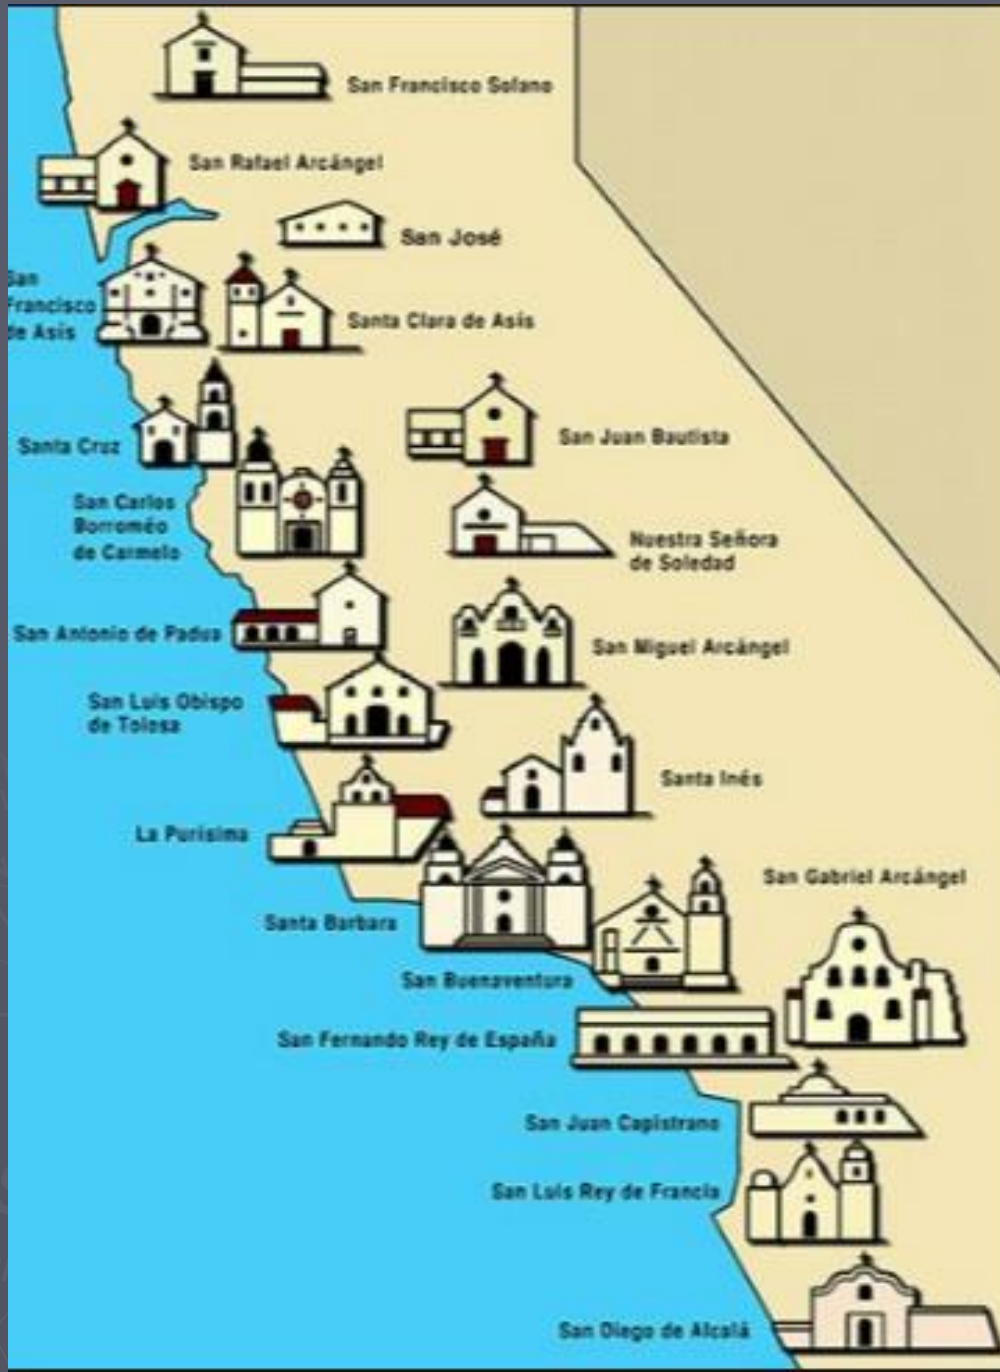 San Francisco Solano
San Rafael Arcángel
San José
San
Francisco
de Asís
Santa Clara de Asís
Santa Cruz
San Juan Bautista
San Carlos
Borroméo
de Carmelo
Nuestra Señora
de Soledad
San Antonio de Padua
San Miguel Arcángel
San Luis Obispo
de Tolosa
Santa Inés
La Purisima
San Gabriel Arcángel
Santa Barbara
San Buenaventura
San Fernando Rey de España
San Juan Capistrano
San Luis Rey de Francia
San Diego de Alcalá